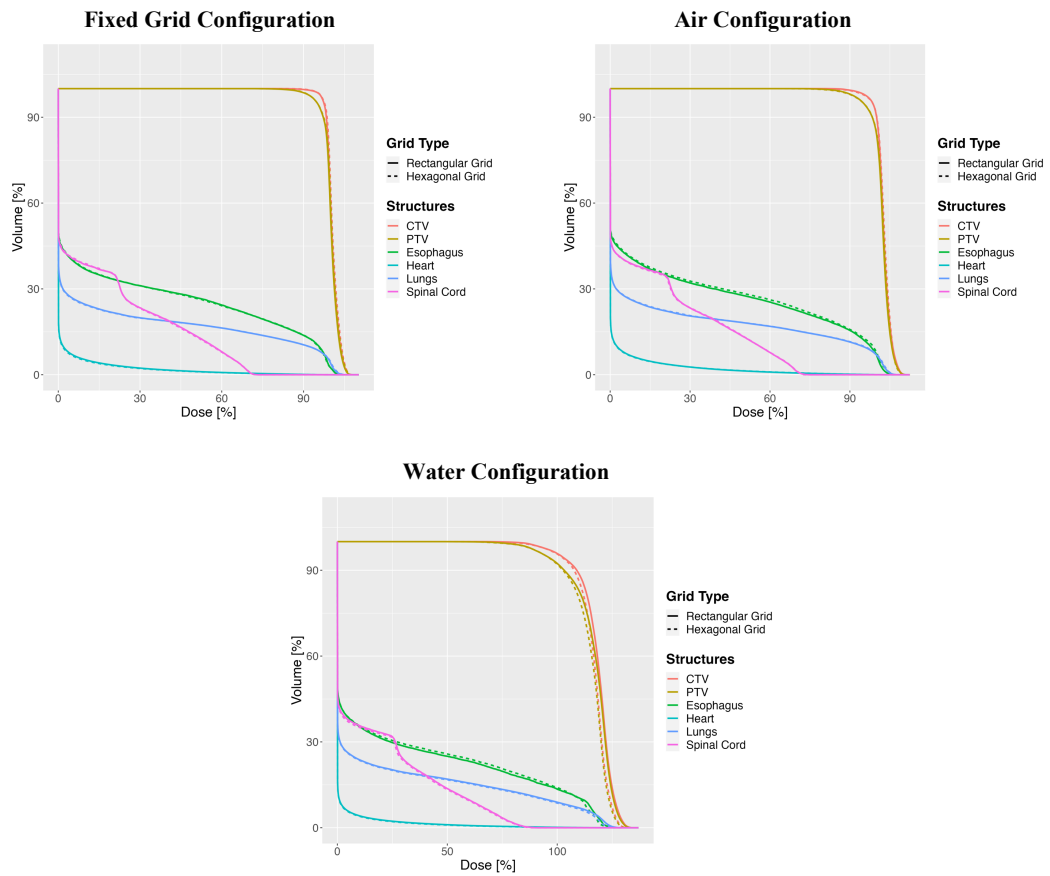 Fixed Grid Configuration
90
60
30
0
Volume [%]
0 30 60 90
Dose [%]
Grid Type
Rectangular Grid
Hexagonal Grid
Structures
CTV
PTV
Esophagus
Heart
Lungs
Spinal Cord
Air Configuration
90
60
30
0
Volume [%]
0 30 60 90
Dose [%]
Grid Type
Rectangular Grid
Hexagonal Grid
Structures
CTV
PTV
Esophagus
Heart
Lungs
Spinal Cord
Water Configuration
90
60
30
0
Volume [%]
0 50 100
Dose [%]
Grid Type
Rectangular Grid
Hexagonal Grid
Structures
CTV
PTV
Esophagus
Heart
Lungs
Spinal Cord